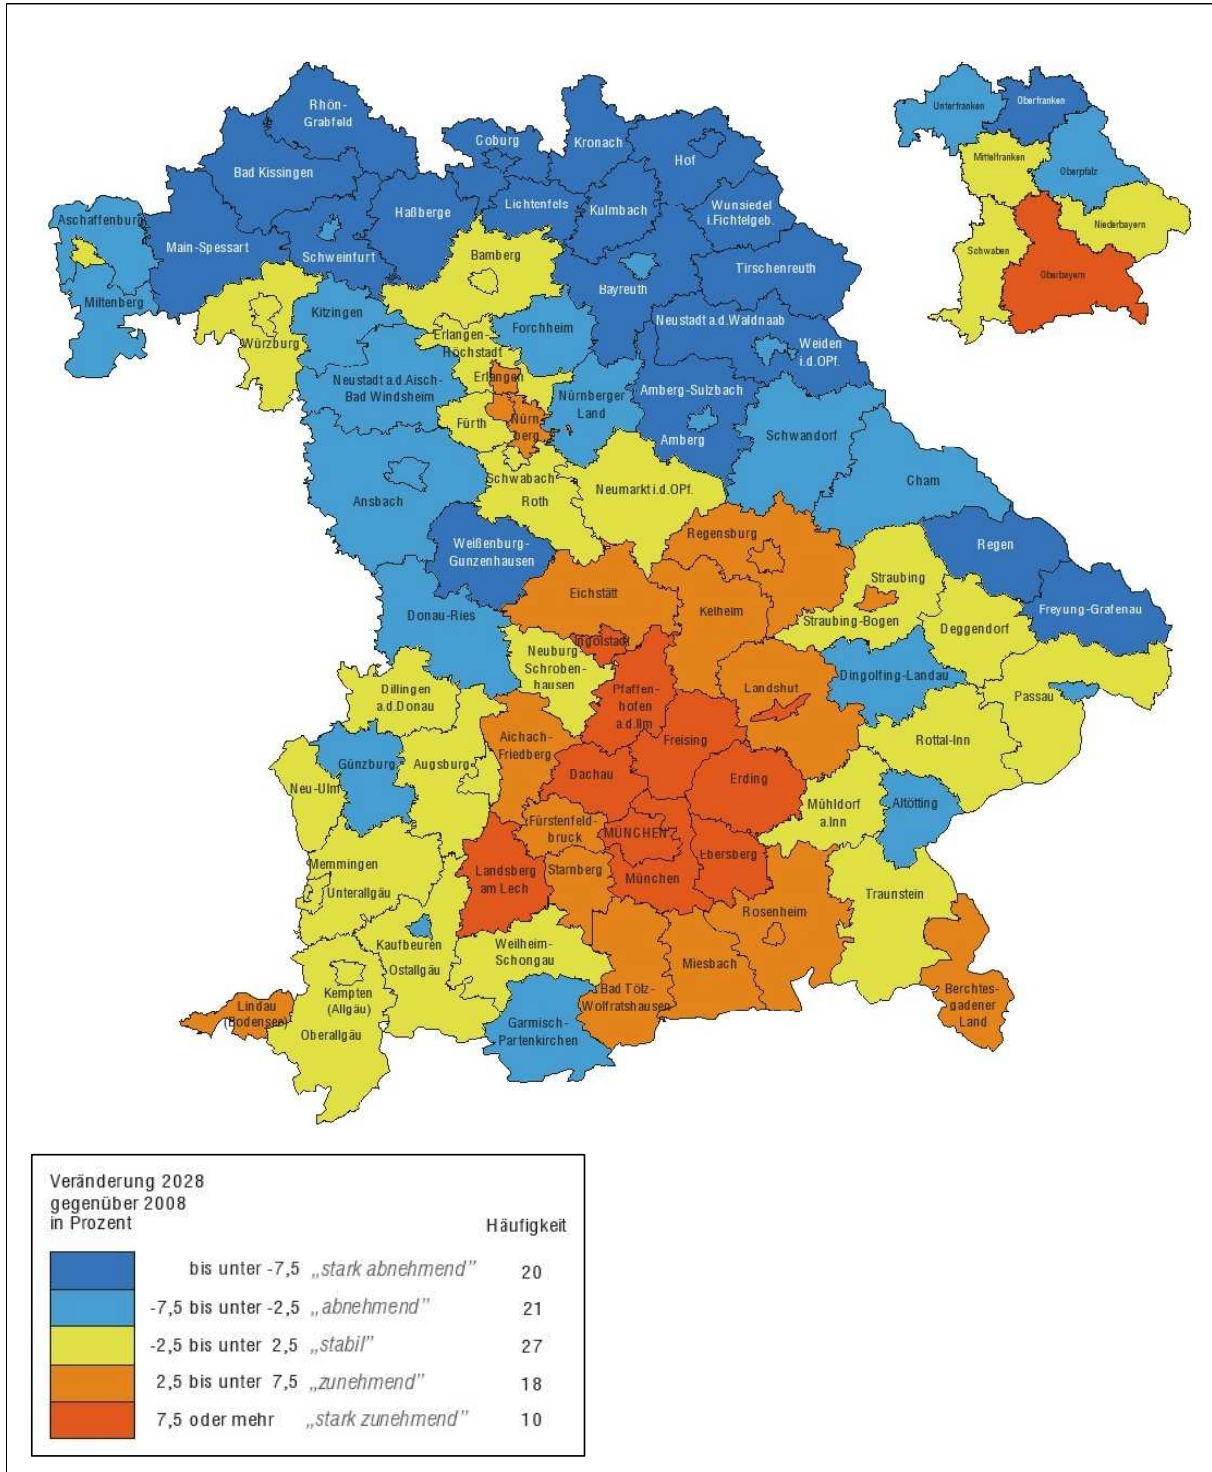 Rhön-
Grabfeld
Coburg
Kronach
Hof
Bad Kissingen
Lichtenfels
Kulmbach
Wunsiedel
i.Fichtelgeb.
Haßberge
Aschaffenburg
Main-Spessart
Schweinfurt
Bamberg
Tirschenreuth
Bayreuth
Miltenberg
Kitzingen
Forchheim
Neustadt a.d. Waldnaab
Würzburg
Erlangen-
Höchstadt
Weiden
i.d.OPf.
Erlangen
Neustadt a.d.Aisch-
Bad Windsheim
Nürnberger
Land
Amberg-Sulzbach
Fürth
Nürn
berg
Amberg
Schwandorf
Schwabach
Roth
Neumarkt i.d.OPf.
Cham
Ansbach
Weißenburg-
Gunzenhausen
Regensburg
Regen
Eichstätt
Kelheim
Straubing
Straubing-Bogen
Freyung-Grafenau
Donau-Ries
Deggendorf
Ingolstadt
Neuburg-
Schroben-
hausen
Dingolfing-Landau
Dillingen
a.d.Donau
Pfaffen-
hofen
a.d.Ilm
Landshut
Passau
Aichach-
Friedberg
Freising
Rottal-Inn
Günzburg
Augsburg
Dachau
Erding
Neu-Ulm
Mühldorf
a.Inn
Altötting
Fürstenfeld-
bruck
MÜNCHEN
Ebersberg
Memmingen
Unterallgäu
Landsberg
am Lech
Starnberg
München
Traunstein
Rosenheim
Kaufbeuren
Ostallgäu
Weilheim-
Schongau
Miesbach
Kempten
(Allgäu)
Bad Tölz-
Wolfratshausen
Berchtes-
gadener
Land
Lindau
(Bodensee)
Oberallgäu
Garmisch-
Partenkirchen
Unterfranken
Oberfranken
Mittelfranken
Oberpfalz
Niederbayern
Schwaben
Oberbayern
Veränderung 2028
gegenüber 2008
in Prozent
Häufigkeit
bis unter -7,5 „stark abnehmend” 20
-7,5 bis unter -2,5 „abnehmend” 21
-2,5 bis unter 2,5 „stabil” 27
2,5 bis unter 7,5 „zunehmend” 18
7,5 oder mehr „stark zunehmend” 10